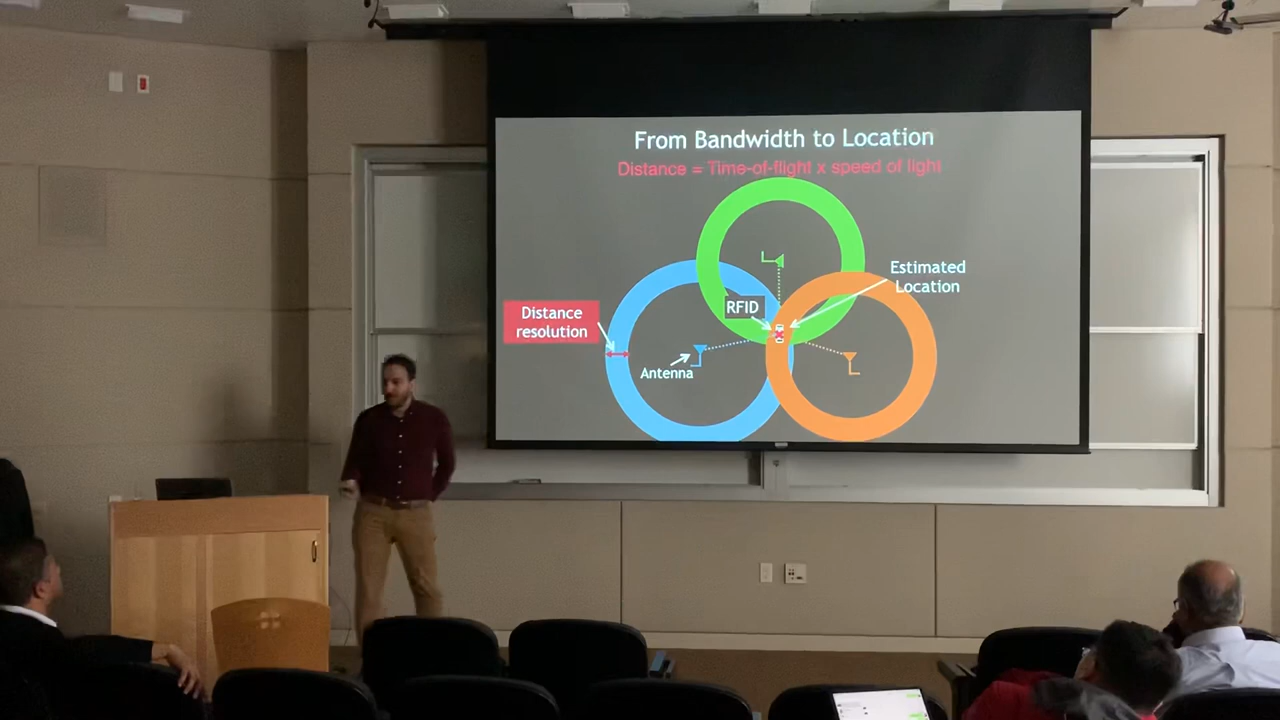 From Bandwidth to Location
Distance = Time-of-flight x speed of light
Estimated
Location
RFID
Distance
resolution
Antenna